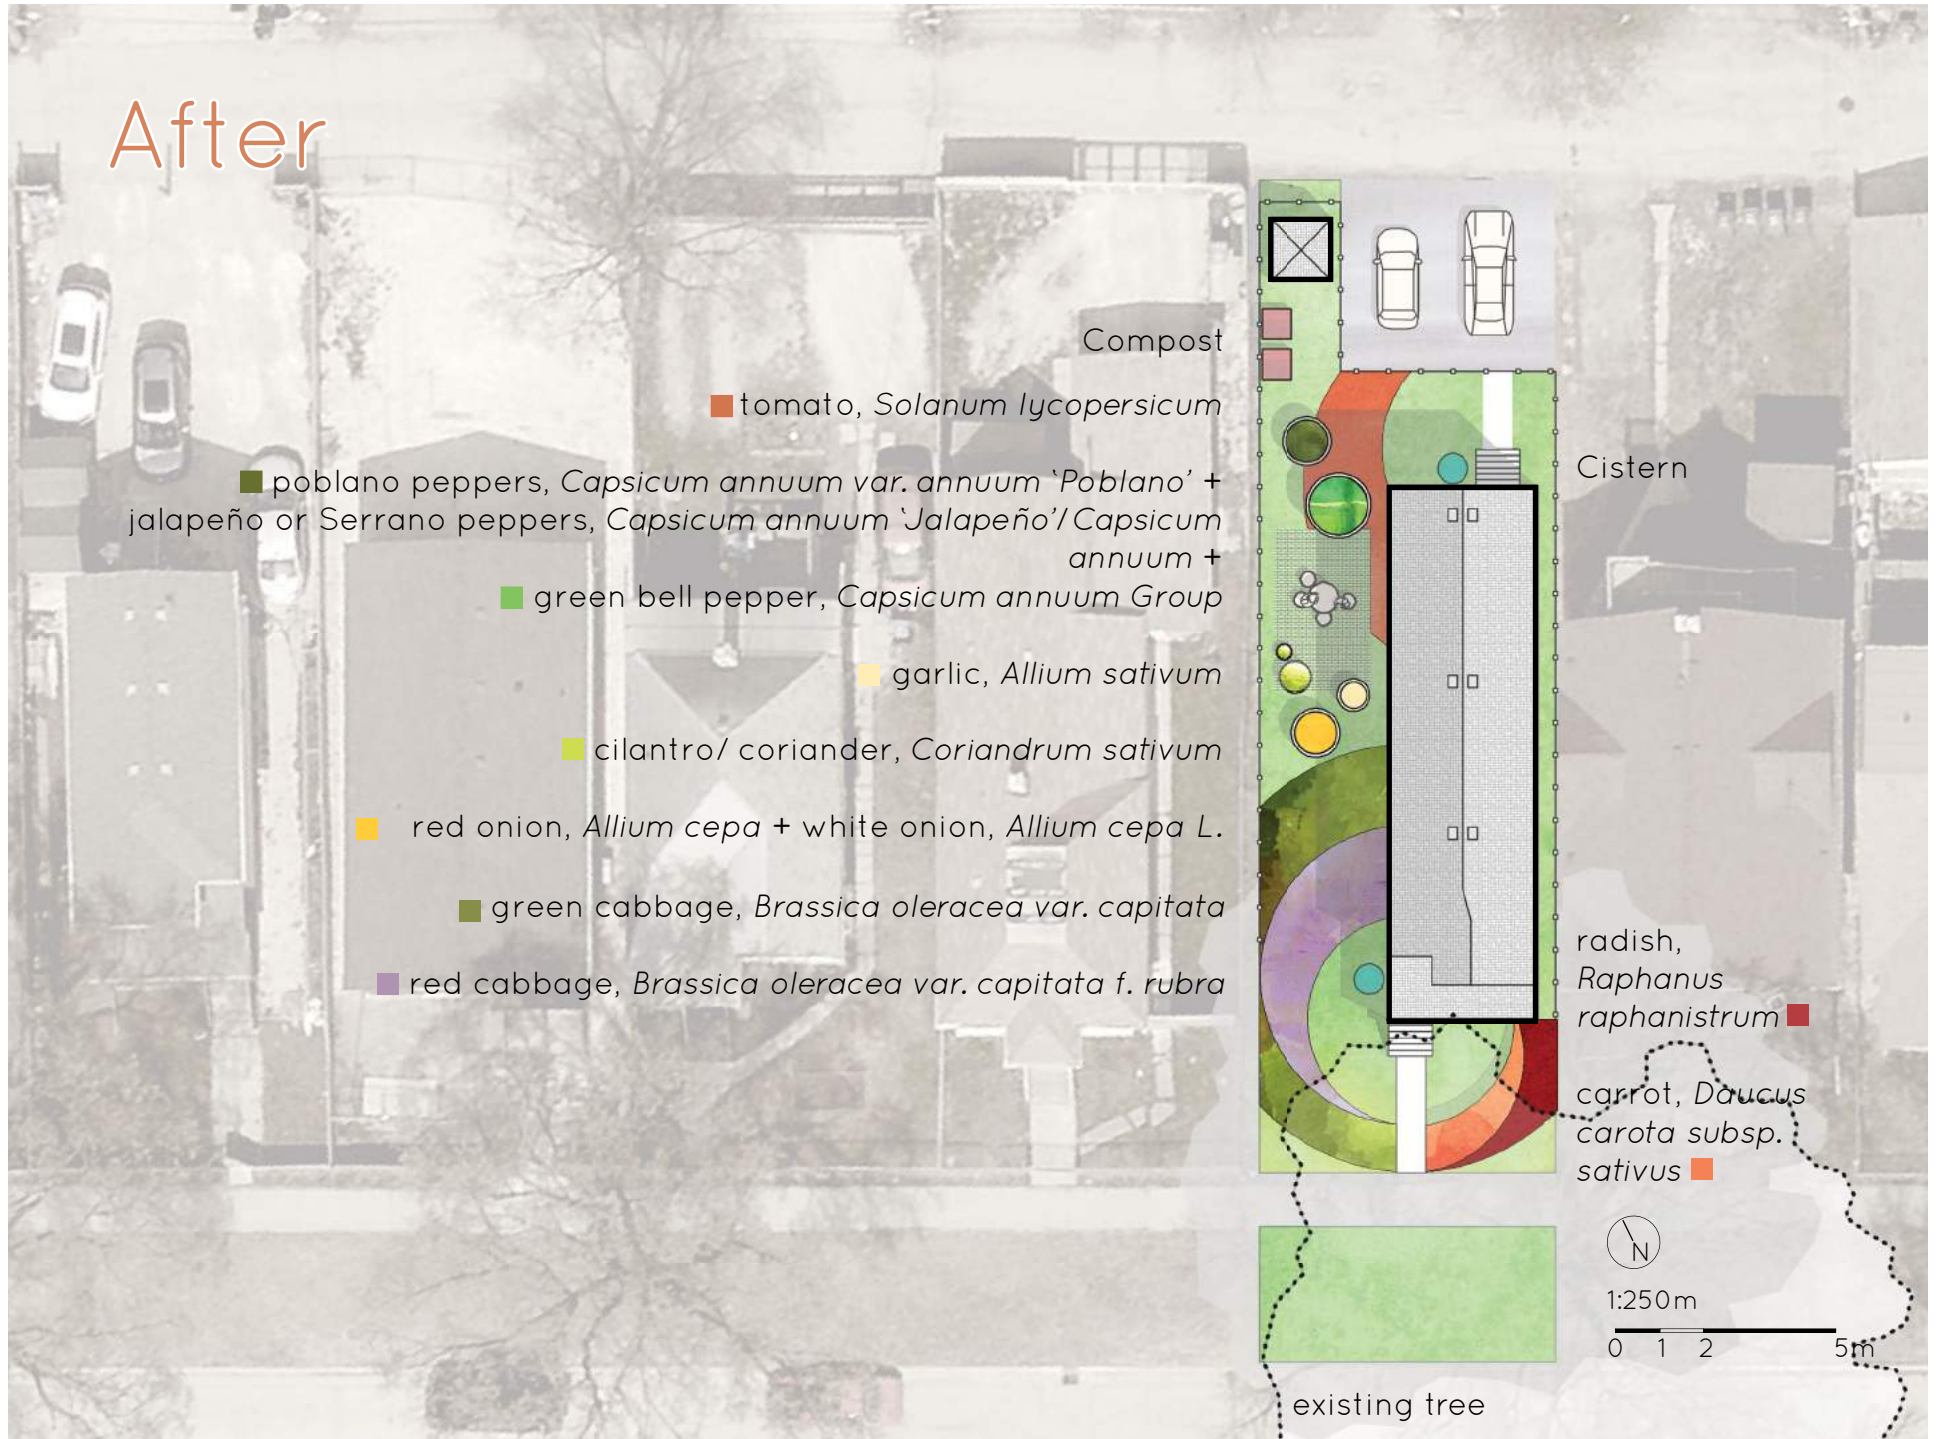 After
Compost
tomato, Solanum lycopersicum
poblano peppers, Capsicum annuum var. annuum ‘Poblano’ +
jalapeño or Serrano peppers, Capsicum annuum ‘Jalapeño’/ Capsicum
annuum +
green bell pepper, Capsicum annuum Group
garlic, Allium sativum
cilantro/ coriander, Coriandrum sativum
red onion, Allium cepa + white onion, Allium cepa L.
green cabbage, Brassica oleracea var. capitata
red cabbage, Brassica oleracea var. capitata f. rubra
Cistern
radish,
Raphanus
raphanistrum
carrot, Daucus
carota subsp.
sativus
N
1:250m
0 1 2 5m
existing tree